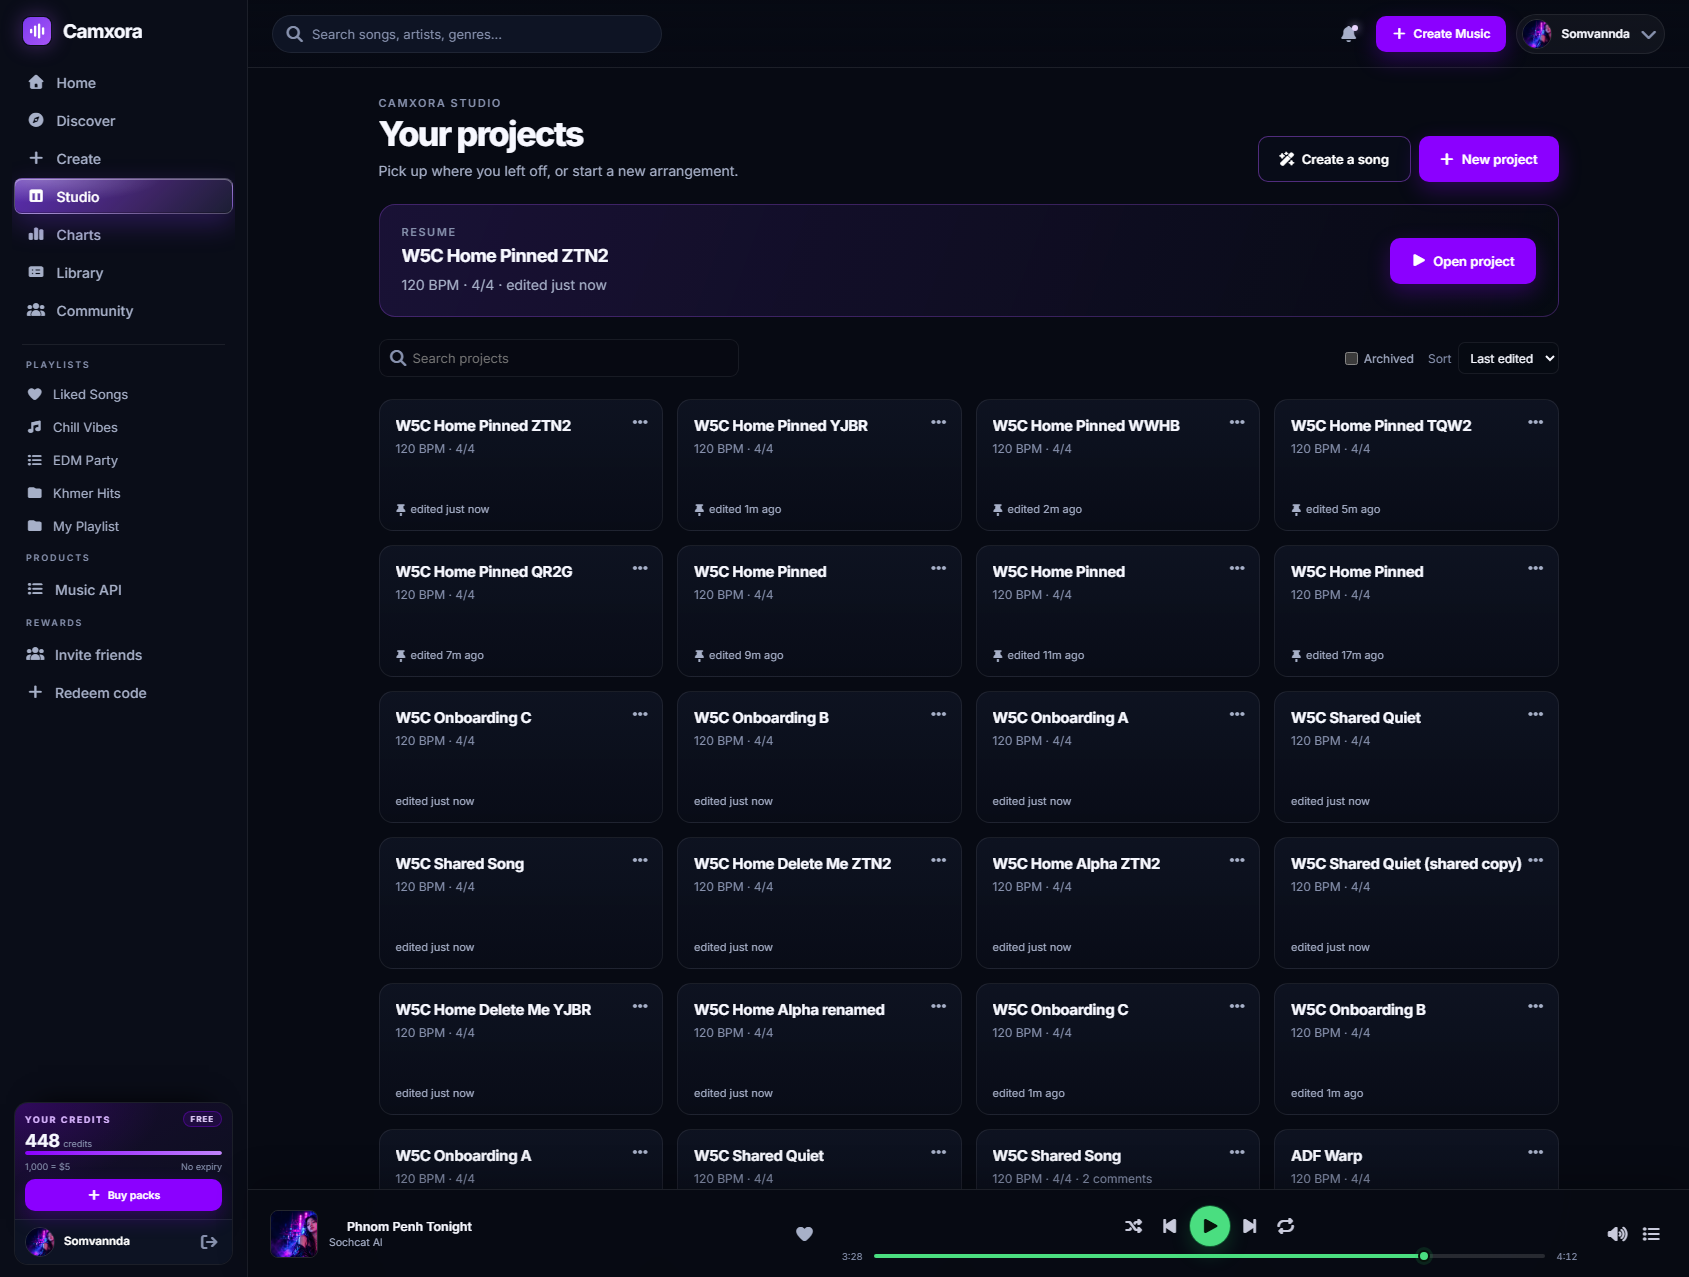 Camxora
Home
Discover
Create
Studio
Charts
Library
Community
PLAYLISTS
Liked Songs
Chill Vibes
EDM Party
Khmer Hits
My Playlist
PRODUCTS
Music API
REWARDS
Invite friends
Redeem code
YOUR CREDITS FREE
448 credits
1,000 = $5 No expiry
Buy packs
Somvannda
Search songs, artists, genres...
Create Music
Somvannda
CAMXORA STUDIO
Your projects
Pick up where you left off, or start a new arrangement.
Create a song
New project
RESUME
W5C Home Pinned ZTN2
120 BPM · 4/4 · edited just now
Open project
Search projects
Archived Sort Last edited
W5C Home Pinned ZTN2
120 BPM · 4/4
edited just now
W5C Home Pinned YJBR
120 BPM · 4/4
edited 1m ago
W5C Home Pinned WWHB
120 BPM · 4/4
edited 2m ago
W5C Home Pinned TQW2
120 BPM · 4/4
edited 5m ago
W5C Home Pinned QR2G
120 BPM · 4/4
edited 7m ago
W5C Home Pinned
120 BPM · 4/4
edited 9m ago
W5C Home Pinned
120 BPM · 4/4
edited 11m ago
W5C Home Pinned
120 BPM · 4/4
edited 17m ago
W5C Onboarding C
120 BPM · 4/4
edited just now
W5C Onboarding B
120 BPM · 4/4
edited just now
W5C Onboarding A
120 BPM · 4/4
edited just now
W5C Shared Quiet
120 BPM · 4/4
edited just now
W5C Shared Song
120 BPM · 4/4
edited just now
W5C Home Delete Me ZTN2
120 BPM · 4/4
edited just now
W5C Home Alpha ZTN2
120 BPM · 4/4
edited just now
W5C Shared Quiet (shared copy)
120 BPM · 4/4
edited just now
W5C Home Delete Me YJBR
120 BPM · 4/4
edited just now
W5C Home Alpha renamed
120 BPM · 4/4
edited just now
W5C Onboarding C
120 BPM · 4/4
edited 1m ago
W5C Onboarding B
120 BPM · 4/4
edited 1m ago
W5C Onboarding A
120 BPM · 4/4
W5C Shared Quiet
120 BPM · 4/4
W5C Shared Song
120 BPM · 4/4 · 2 comments
ADF Warp
120 BPM · 4/4
Phnom Penh Tonight
Sochcat AI
3:28
4:12